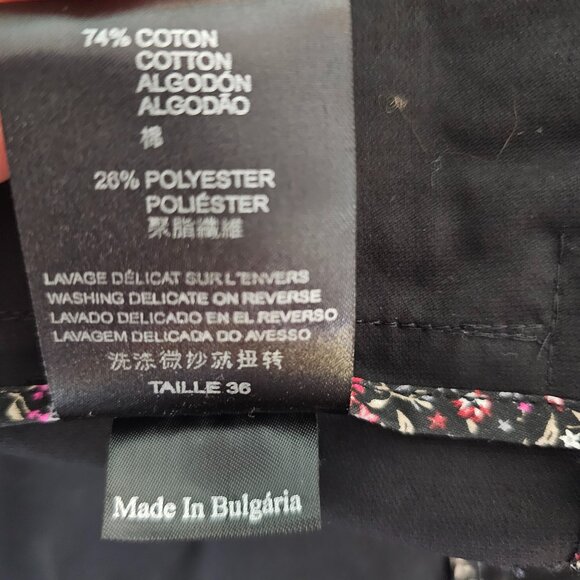 74% COTON
COTTON
ALGODÓN
ALGODÃO
棉
26% POLYESTER
POLIÉSTER
聚脂纖維
LAVAGE DÉLICAT SUR L'ENVERS
WASHING DELICATE ON REVERSE
LAVADO DELICADO EN EL REVERSO
LAVAGEM DELICADA DO AVESSO
洗涤微妙就扭转
TAILLE 36
Made In Bulgária